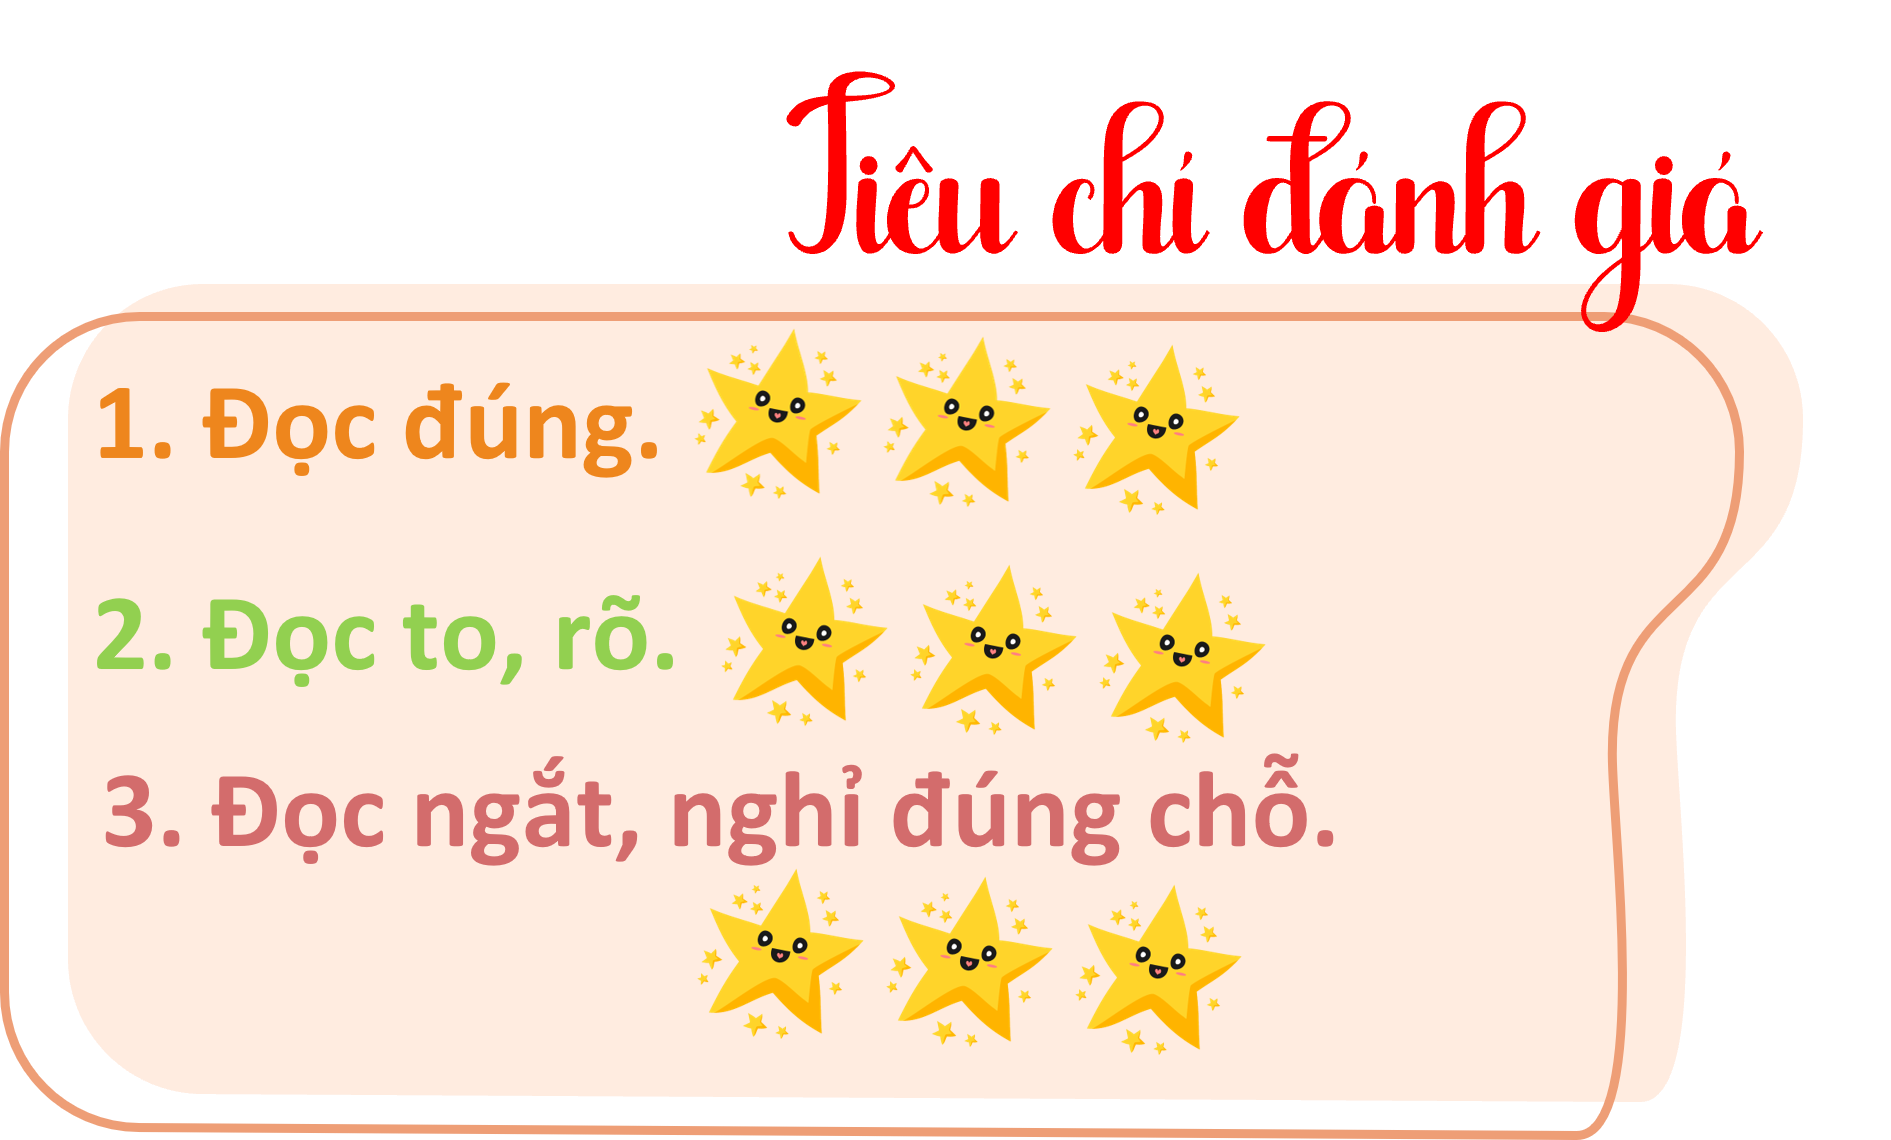 Tiêu chí đánh giá
1. Đọc đúng.
2. Đọc to, rõ.
3. Đọc ngắt, nghỉ đúng chỗ.